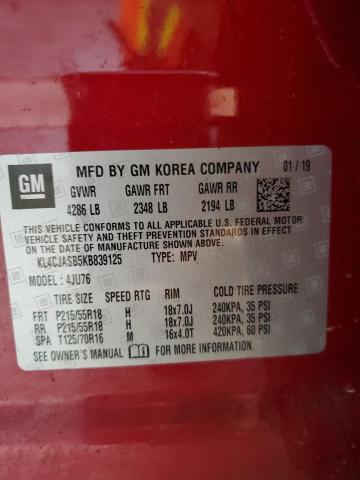 GM
MFD BY GM KOREA COMPANY 01/19
GVWR GAWR FRT GAWR RR
4286 LB 2348 LB 2194 LB
THIS VEHICLE CONFORMS TO ALL APPLICABLE U.S. FEDERAL MOTOR
VEHICLE SAFETY AND THEFT PREVENTION STANDARDS IN EFFECT ON
THE DATE OF MANUFACTURE SHOWN ABOVE.
KL4CJASB5KB839125 TYPE: MPV
MODEL: 4JU76
TIRE SIZE SPEED RTG RIM COLD TIRE PRESSURE
FRT P215/55R18 H 18x7.0J 240KPA, 35 PSI
RR P215/55R18 H 18x7.0J 240KPA, 35 PSI
SPA T125/70R16 M 16x4.0T 420KPA, 60 PSI
SEE OWNER'S MANUAL FOR MORE INFORMATION.